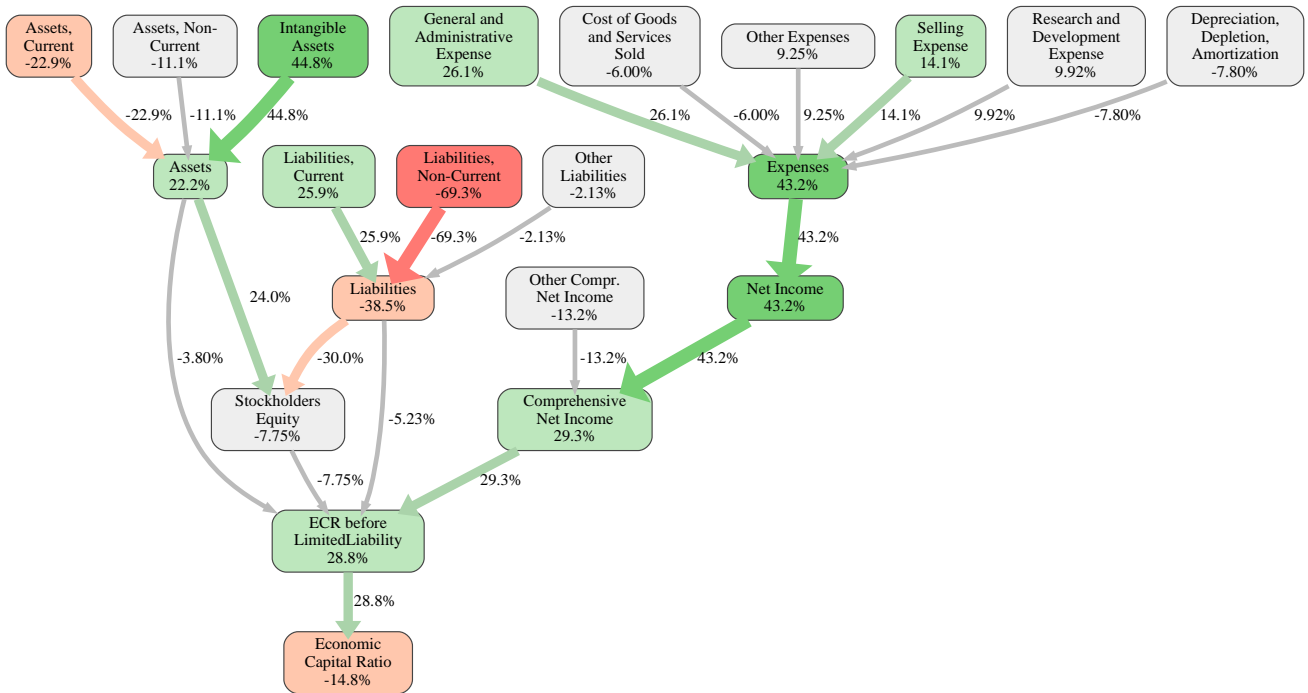 Assets,
Current
-22.9%
Assets, Non-
Current
-11.1%
Intangible
Assets
44.8%
General and
Administrative
Expense
26.1%
Cost of Goods
and Services
Sold
-6.00%
Other Expenses
9.25%
Selling
Expense
14.1%
Research and
Development
Expense
9.92%
Depreciation,
Depletion,
Amortization
-7.80%
-22.9%
-11.1%
44.8%
26.1%
-6.00%
9.25%
14.1%
9.92%
-7.80%
Assets
22.2%
Liabilities,
Current
25.9%
Liabilities,
Non-Current
-69.3%
Other
Liabilities
-2.13%
Expenses
43.2%
25.9%
-69.3%
-2.13%
43.2%
24.0%
Liabilities
-38.5%
Other Compr.
Net Income
-13.2%
Net Income
43.2%
-3.80%
-30.0%
-13.2%
43.2%
Stockholders
Equity
-7.75%
-5.23%
Comprehensive
Net Income
29.3%
-7.75%
29.3%
ECR before
LimitedLiability
28.8%
28.8%
Economic
Capital Ratio
-14.8%